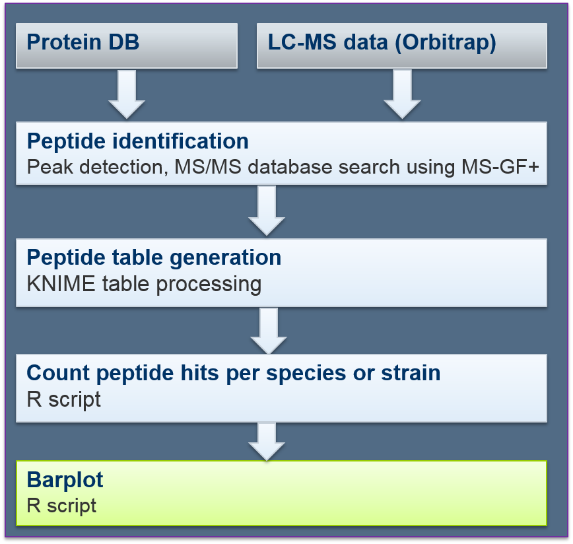 Protein DB
LC-MS data (Orbitrap)
Peptide identification
Peak detection, MS/MS database search using MS-GF+
Peptide table generation
KNIME table processing
Count peptide hits per species or strain
R script
Barplot
R script